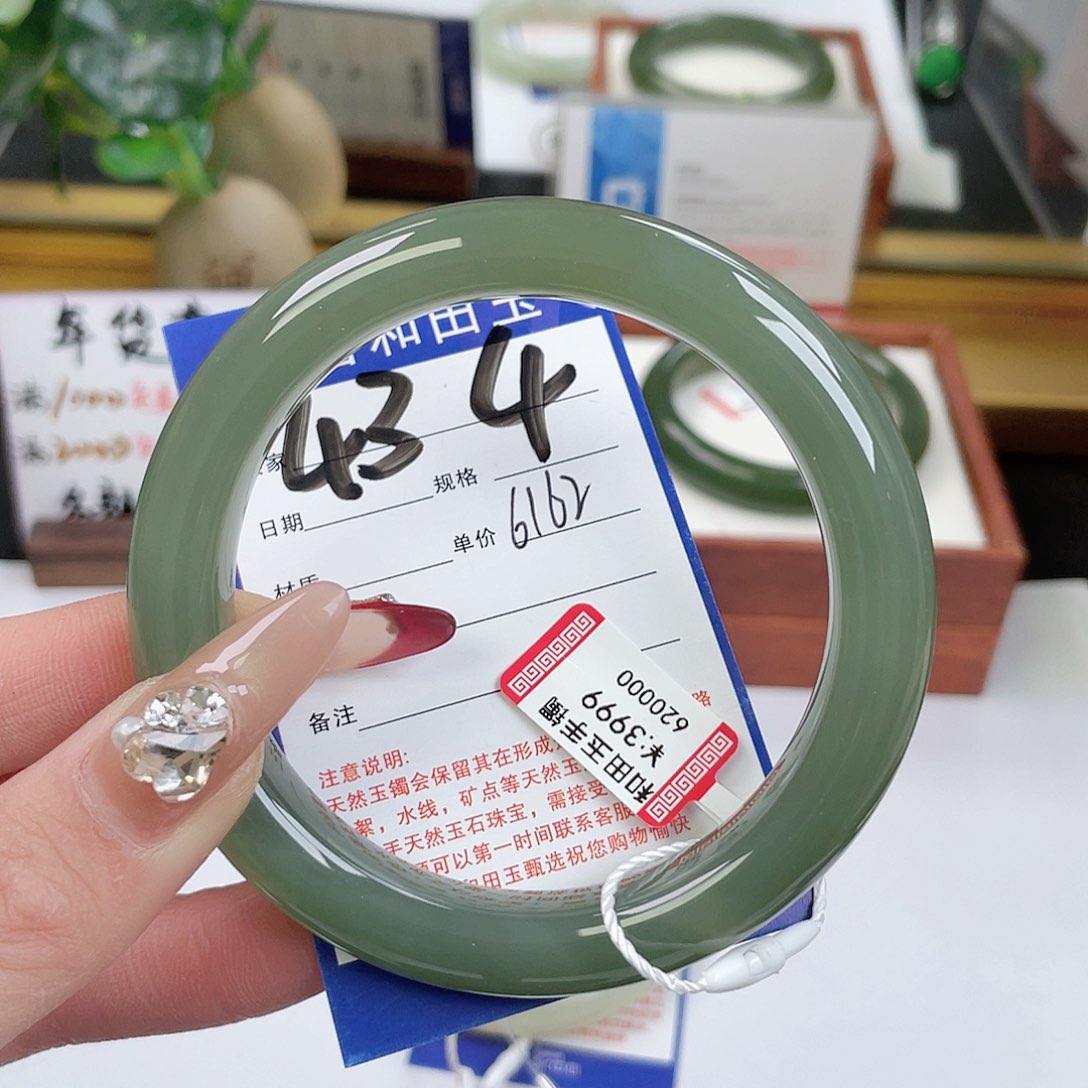 年货
和田玉
43 4
规格
日期
单价 6162
材质
备注
和田玉手镯
￥:3999
620000
注意说明:
天然玉镯会保留其在形成
絮，水线，矿点等天然玉
手天然玉石珠宝，需接受
可以第一时间联系客服
和田玉甄选祝您购物愉快